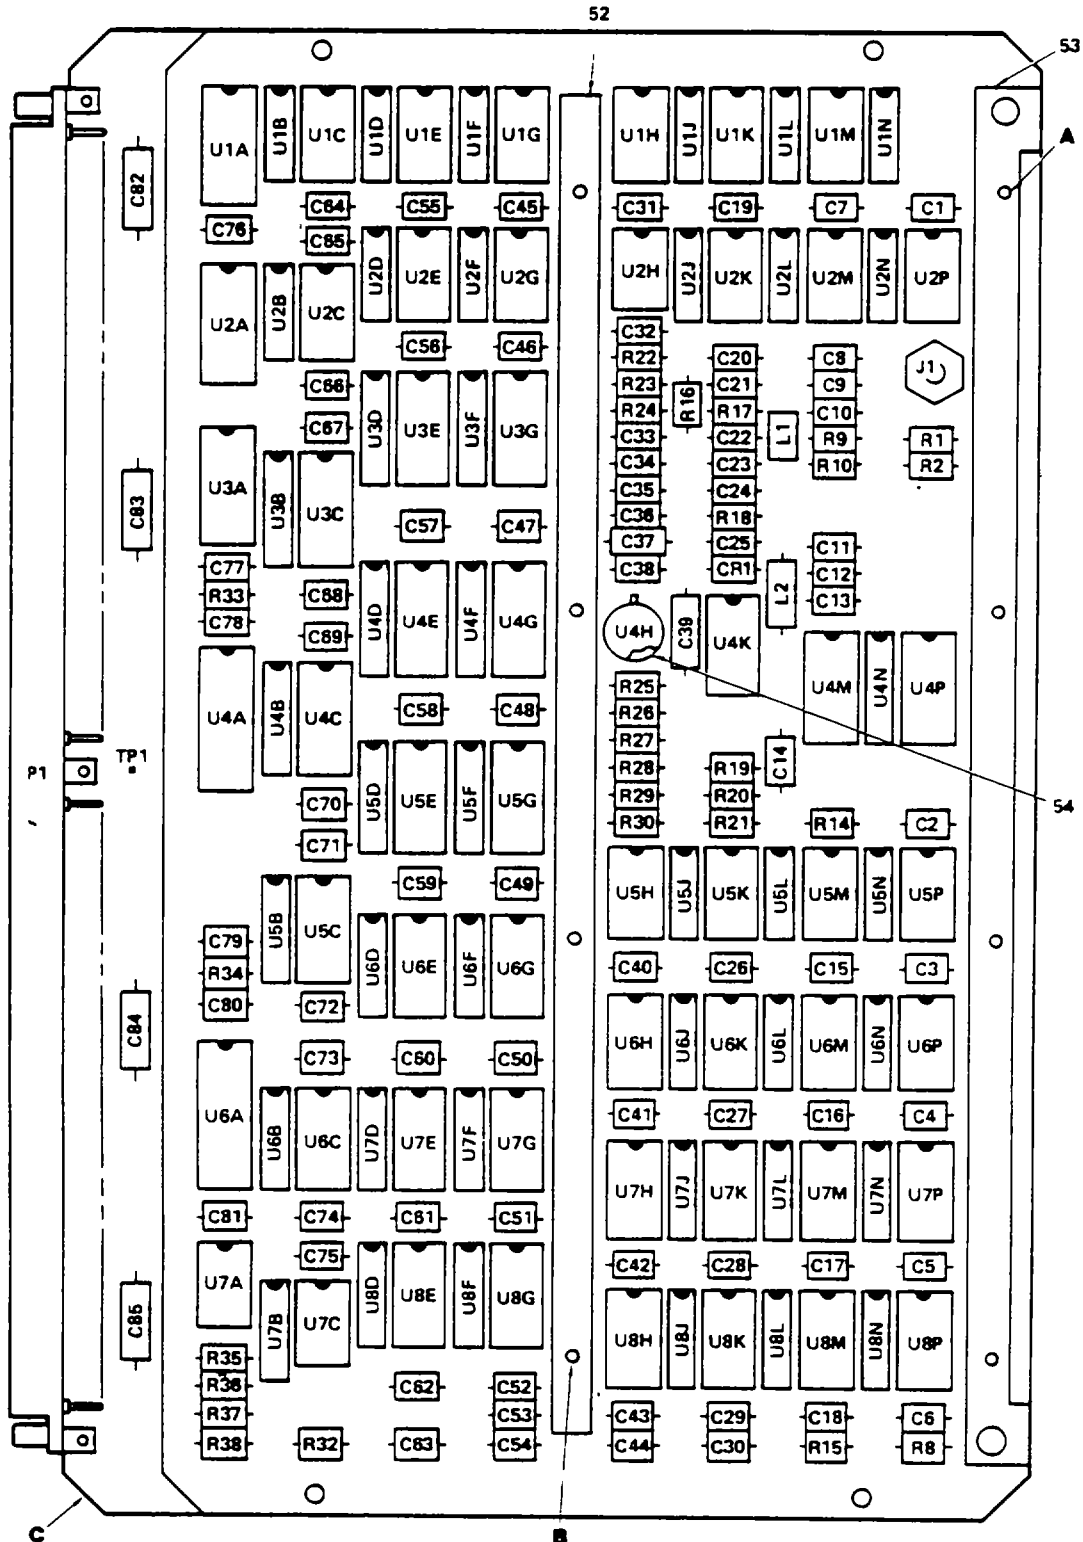 52
53
U1A U1B U1C U1D U1E U1F U1G U1H U1J U1K U1L U1M U1N
A
C82
C64 C55 C45 C31 C19 C7 C1
C76
C65
U2A U2B U2C U2D U2E U2F U2G U2H U2J U2K U2L U2M U2N U2P
C32
C56 C46
R22 C20 C8
J1
C66
R23 C21 C9
R16
R24 R17 C10
C67 U3D U3E U3F U3G
C33 C22 L1 R9 R1
C34 C23 R10 R2
U3A U3B U3C
C35 C24
C83
C57 C47
C36 R18
C37 C25 C11
C77
C38 CR1 C12
R33 C68
L2 C13
C78 C69
U4D U4E U4F U4G
U4H C39 U4K
R25
U4A U4B U4C
C58 C48
R26
U4M U4N U4P
R27
P1 TP1
R28 R19 C14
C70 U5D U5E U5F U5G
R29 R20
54
R30 R21 R14 C2
C71
C59 C49
U5H U5J U5K U5L U5M U5N U5P
U5B U5C
C79
U6D U6E U6F U6G
R34
C40 C26 C15 C3
C80 C72
C84
U6H U6J U6K U6L U6M U6N U6P
C73 C60 C50
U6A U6B U6C U7D U7E U7F U7G
C41 C27 C16 C4
U7H U7J U7K U7L U7M U7N U7P
C81 C74 C61 C51
C75
C42 C28 C17 C5
U7A U7B U7C U8D U8E U8F U8G
C85
U8H U8J U8K U8L U8M U8N U8P
R35
R36 C62 C52
R37 C53 C43 C29 C18 C6
R38 R32 C63 C54 C44 C30 R15 R8
C
B